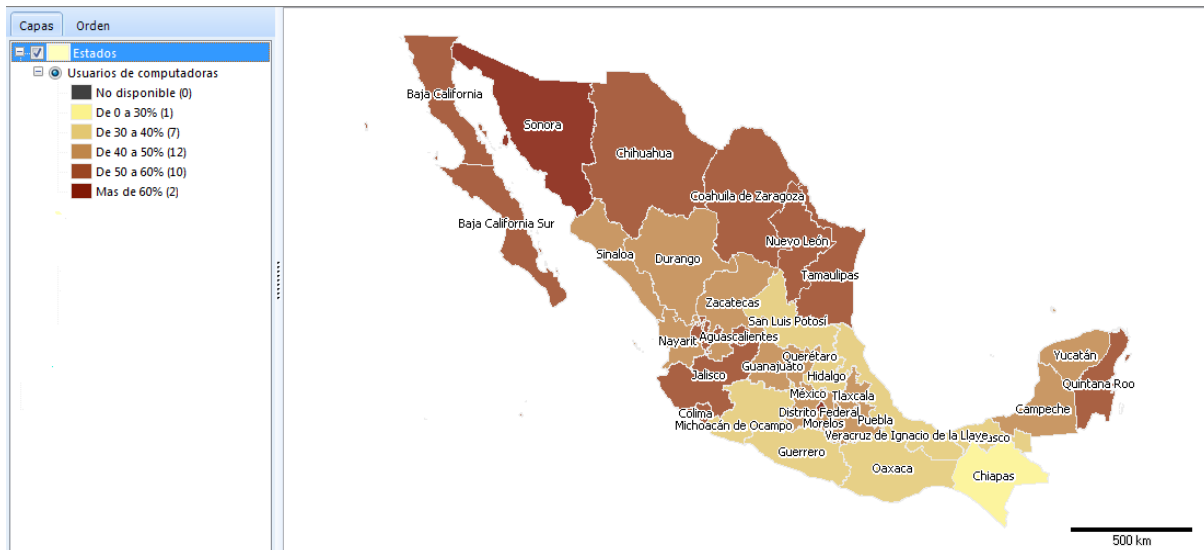 Capas Orden
Estados
Usuarios de computadoras
No disponible (0)
De 0 a 30% (1)
De 30 a 40% (7)
De 40 a 50% (12)
De 50 a 60% (10)
Mas de 60% (2)
Baja California
Sonora
Chihuahua
Coahuila de Zaragoza
Baja California Sur
Nuevo León
Sinaloa
Durango
Tamaulipas
Zacatecas
San Luis Potosí
Nayarit
Aguascalientes
Querétaro
Yucatán
Guanajuato
Jalisco
Hidalgo
Quintana Roo
México
Tlaxcala
Campeche
Colima
Distrito Federal
Michoacán de Ocampo
Morelos
Puebla
Veracruz de Ignacio de la Llave
asco
Guerrero
Oaxaca
Chiapas
500 km